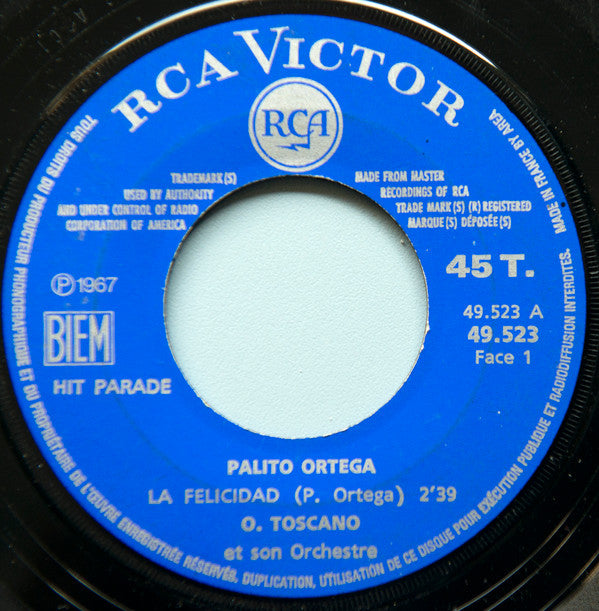 RCA VICTOR
RCA
TRADEMARK(S)
USED BY AUTHORITY
AND UNDER CONTROL OF RADIO
CORPORATION OF AMERICA.
MADE FROM MASTER
RECORDINGS OF RCA
TRADE MARK (S) (R) REGISTERED
MARQUE(S) DÉPOSÉE(S)
℗ 1967
BIEM
HIT PARADE
45 T.
49.523 A
49.523
Face 1
PALITO ORTEGA
LA FELICIDAD (P. Ortega) 2'39
O. TOSCANO
et son Orchestre
TOUS DROITS DU PRODUCTEUR PHONOGRAPHIQUE ET DU PROPRIÉTAIRE DE L'ŒUVRE ENREGISTRÉE RÉSERVÉS. DUPLICATION, UTILISATION DE CE DISQUE POUR EXÉCUTION PUBLIQUE ET RADIODIFFUSION INTERDITES. MADE IN FRANCE BY AREA